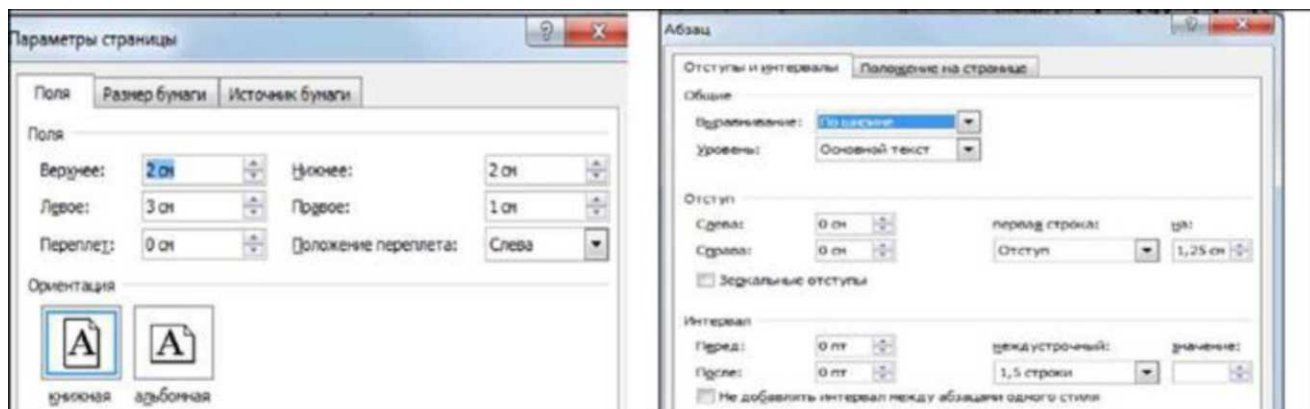 Параметры страницы
Поля Размер бумаги Источник бумаги
Поля
Верхнее: 2 см Нижнее: 2 см
Левое: 3 см Правое: 1 см
Переплет: 0 см Положение переплета: Слева
Ориентация
А А
книжная альбомная
Абзац
Отступы и интервалы Положение на странице
Общие
Выравнивание: По ширине
Уровень: Основной текст
Отступ
Слева: 0 см первая строка: на:
Справа: 0 см Отступ 1,25 см
Зеркальные отступы
Интервал
Перед: 0 пт междустрочный: значение:
После: 0 пт 1,5 строки
Не добавлять интервал между абзацами одного стиля